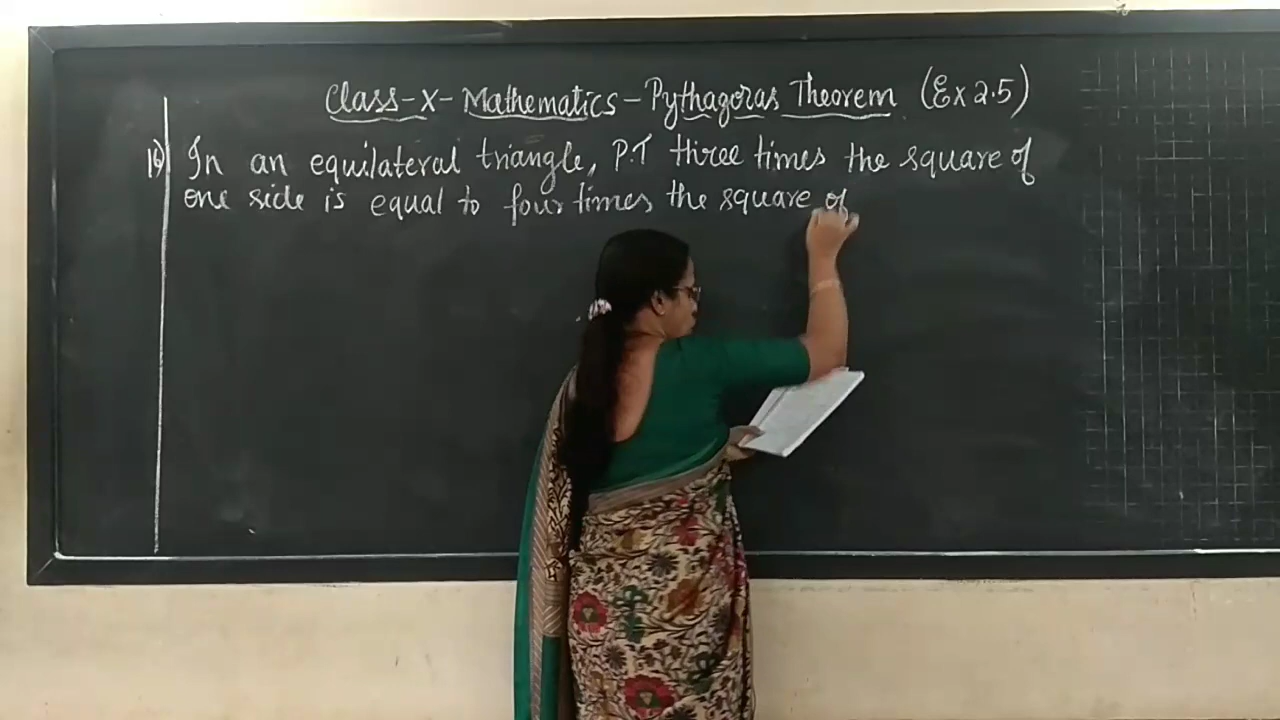 Class-X-Mathematics-Pythagoras Theorem (Ex 2.5)
16) In an equilateral triangle, P.T three times the square of
one side is equal to four times the square of